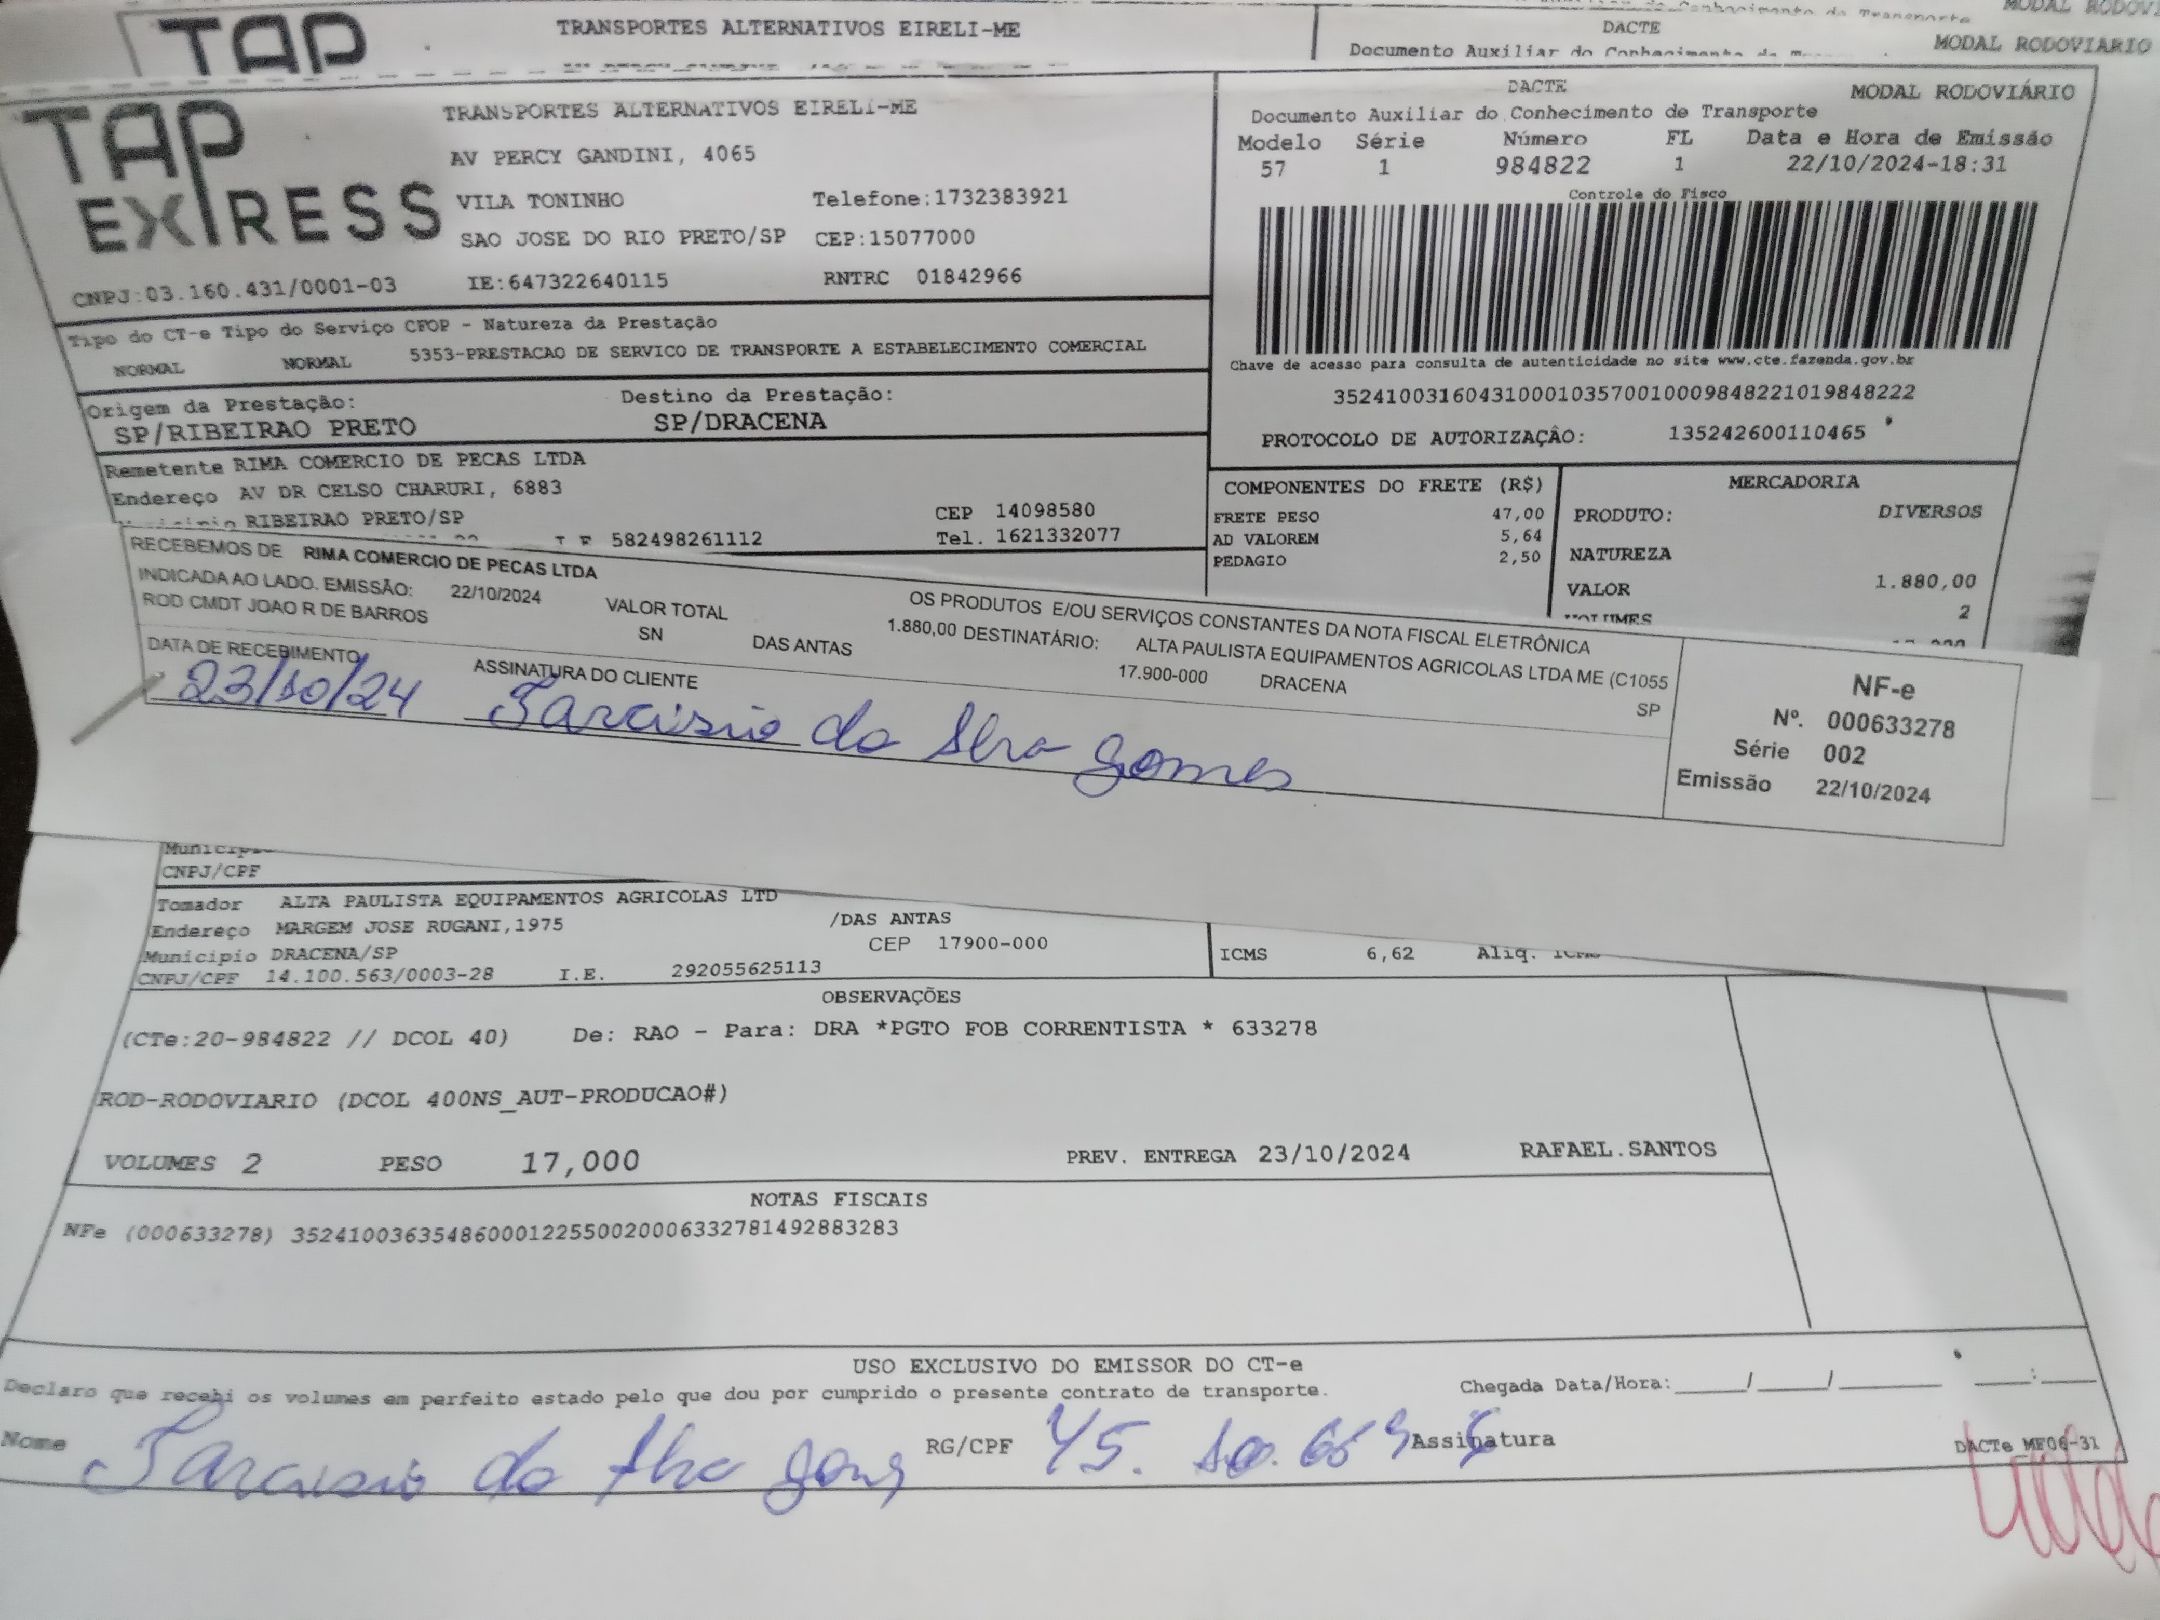 TAP
TRANSPORTES ALTERNATIVOS EIRELI-ME
DACTE
MODAL RODOVIARIO
Documento Auxiliar do Conhecimento de
TAP EXPRESS
TRANSPORTES ALTERNATIVOS EIRELI-ME
AV PERCY GANDINI, 4065
VILA TONINHO Telefone:1732383921
SAO JOSE DO RIO PRETO/SP CEP:15077000
CNPJ:03.160.431/0001-03 IE:647322640115 RNTRC 01842966
DACTE MODAL RODOVIÁRIO
Documento Auxiliar do Conhecimento de Transporte
Modelo Série Número FL Data e Hora de Emissão
57 1 984822 1 22/10/2024-18:31
Controle do Fisco
Chave de acesso para consulta de autenticidade no site www.cte.fazenda.gov.br
35241003160431000103570010009848221019848222
PROTOCOLO DE AUTORIZAÇÂO: 135242600110465
Tipo do CT-e Tipo do Serviço CFOP - Natureza da Prestação
NORMAL NORMAL 5353-PRESTACAO DE SERVICO DE TRANSPORTE A ESTABELECIMENTO COMERCIAL
Origem da Prestação: Destino da Prestação:
SP/RIBEIRAO PRETO SP/DRACENA
Remetente RIMA COMERCIO DE PECAS LTDA
Endereço AV DR CELSO CHARURI, 6883
RIBEIRAO PRETO/SP CEP 14098580
582498261112 Tel. 1621332077
COMPONENTES DO FRETE (R$)
FRETE PESO 47,00
AD VALOREM 5,64
PEDAGIO 2,50
MERCADORIA
PRODUTO: DIVERSOS
NATUREZA
VALOR 1.880,00
VOLUMES 2
RECEBEMOS DE RIMA COMERCIO DE PECAS LTDA OS PRODUTOS E/OU SERVIÇOS CONSTANTES DA NOTA FISCAL ELETRÔNICA
INDICADA AO LADO. EMISSÃO: 22/10/2024 VALOR TOTAL 1.880,00 DESTINATÁRIO: ALTA PAULISTA EQUIPAMENTOS AGRICOLAS LTDA ME (C1055
ROD CMDT JOAO R DE BARROS SN DAS ANTAS 17.900-000 DRACENA SP
DATA DE RECEBIMENTO ASSINATURA DO CLIENTE
23/10/24 Tarcisio da Silva Gomes
NF-e
Nº. 000633278
Série 002
Emissão 22/10/2024
CNPJ/CPF
Tomador ALTA PAULISTA EQUIPAMENTOS AGRICOLAS LTD
Endereço MARGEM JOSE RUGANI,1975 /DAS ANTAS
Municipio DRACENA/SP CEP 17900-000
CNPJ/CPF 14.100.563/0003-28 I.E. 292055625113
ICMS 6,62 Aliq. ICMS
OBSERVAÇÕES
(CTe:20-984822 // DCOL 40) De: RAO - Para: DRA *PGTO FOB CORRENTISTA * 633278
ROD-RODOVIARIO (DCOL 400NS_AUT-PRODUCAO#)
VOLUMES 2 PESO 17,000 PREV. ENTREGA 23/10/2024 RAFAEL.SANTOS
NOTAS FISCAIS
NFe (000633278) 35241003635486000122550020006332781492883283
USO EXCLUSIVO DO EMISSOR DO CT-e
Declaro que recebi os volumes em perfeito estado pelo que dou por cumprido o presente contrato de transporte. Chegada Data/Hora:
Nome Tarcisio da Silva Gomes RG/CPF Assinatura
DACTe MF06-31